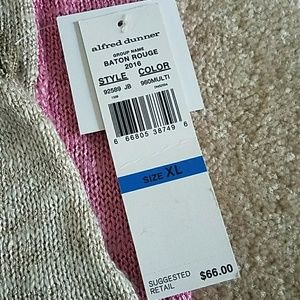 alfred dunner
GROUP NAME
BATON ROUGE
2016
STYLE COLOR
92589 JB 960MULTI
6 66805 38749 6
SIZE XL
SUGGESTED
RETAIL $66.00